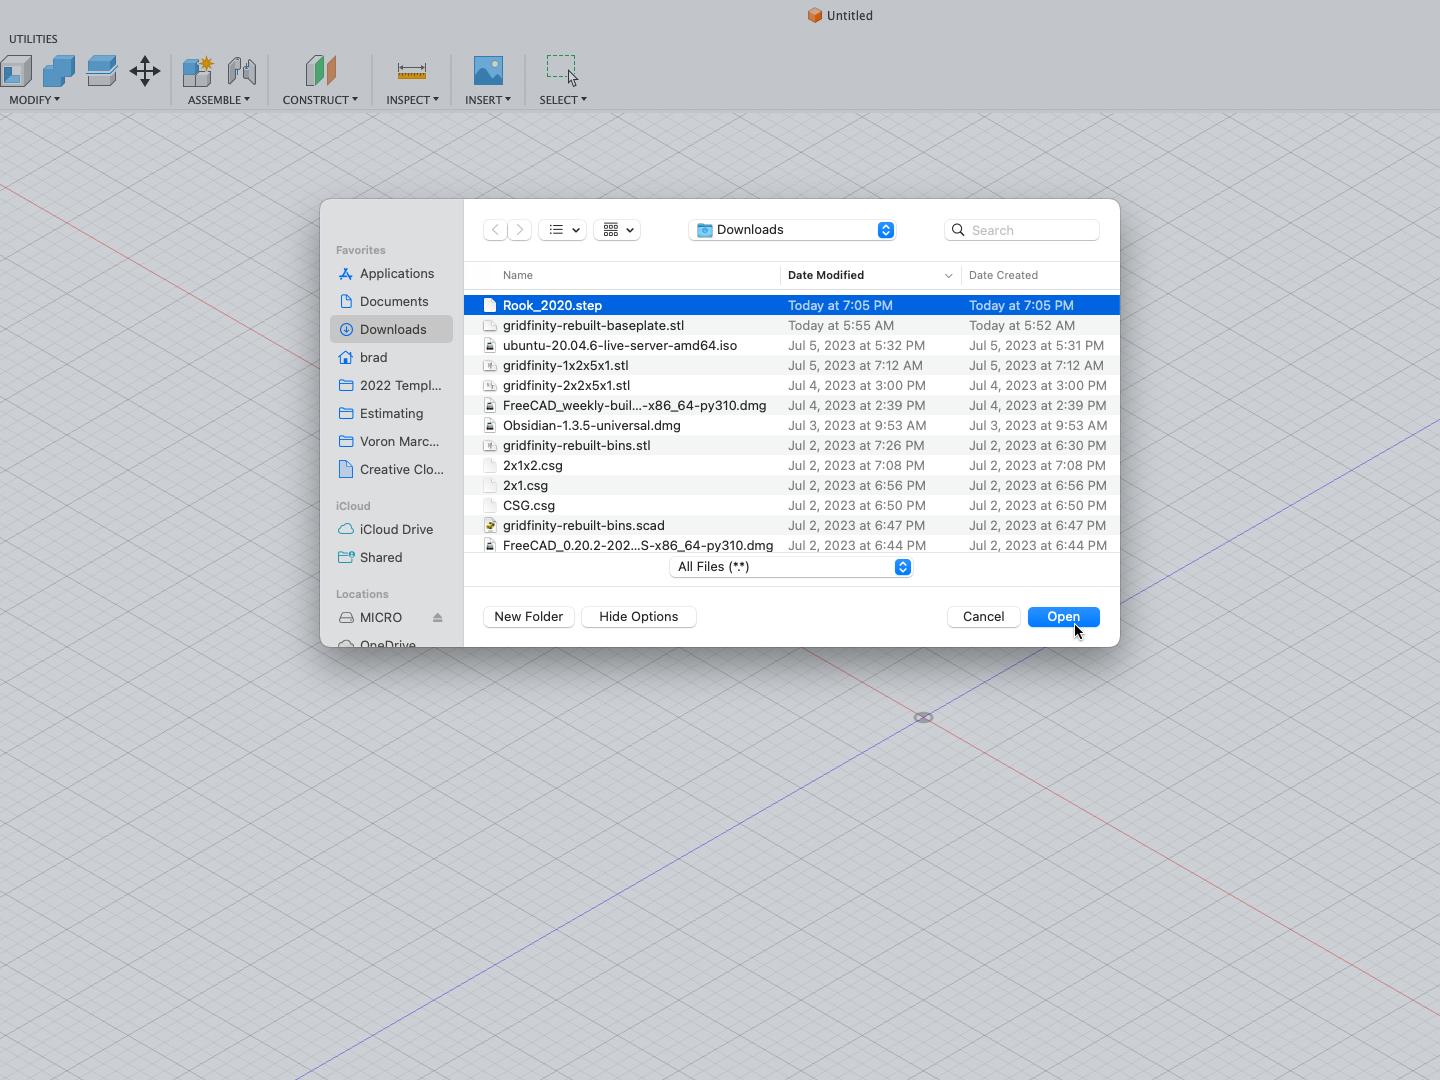 Untitled
UTILITIES
MODIFY
ASSEMBLE
CONSTRUCT
INSPECT
INSERT
SELECT
Downloads
Search
Favorites
Applications
Documents
Downloads
brad
2022 Templ...
Estimating
Voron Marc...
Creative Clo...
iCloud
iCloud Drive
Shared
Locations
MICRO
OneDrive
Name Date Modified Date Created
Rook_2020.step Today at 7:05 PM Today at 7:05 PM
gridfinity-rebuilt-baseplate.stl Today at 5:55 AM Today at 5:52 AM
ubuntu-20.04.6-live-server-amd64.iso Jul 5, 2023 at 5:32 PM Jul 5, 2023 at 5:31 PM
gridfinity-1x2x5x1.stl Jul 5, 2023 at 7:12 AM Jul 5, 2023 at 7:12 AM
gridfinity-2x2x5x1.stl Jul 4, 2023 at 3:00 PM Jul 4, 2023 at 3:00 PM
FreeCAD_weekly-buil...-x86_64-py310.dmg Jul 4, 2023 at 2:39 PM Jul 4, 2023 at 2:39 PM
Obsidian-1.3.5-universal.dmg Jul 3, 2023 at 9:53 AM Jul 3, 2023 at 9:53 AM
gridfinity-rebuilt-bins.stl Jul 2, 2023 at 7:26 PM Jul 2, 2023 at 6:30 PM
2x1x2.csg Jul 2, 2023 at 7:08 PM Jul 2, 2023 at 7:08 PM
2x1.csg Jul 2, 2023 at 6:56 PM Jul 2, 2023 at 6:56 PM
CSG.csg Jul 2, 2023 at 6:50 PM Jul 2, 2023 at 6:50 PM
gridfinity-rebuilt-bins.scad Jul 2, 2023 at 6:47 PM Jul 2, 2023 at 6:47 PM
FreeCAD_0.20.2-202...S-x86_64-py310.dmg Jul 2, 2023 at 6:44 PM Jul 2, 2023 at 6:44 PM
All Files (*.*)
New Folder Hide Options Cancel Open